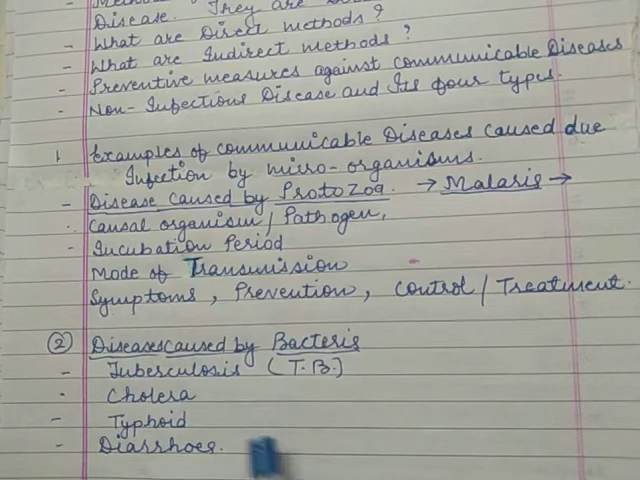 Disease. They are
- What are Direct methods?
- What are Indirect methods?
- Preventive measures against communicable Diseases
- Non-Infectious Disease and Its four types.
1 Examples of communicable Diseases caused due
Infection by micro-organisms.
- Disease caused by Protozoa. → Malaria →
Causal organism / Pathogen,
- Incubation Period
Mode of Transmission
Symptoms, Prevention, Control / Treatment.
② Diseases caused by Bacteria
- Tuberculosis (T.B.)
- Cholera
- Typhoid
- Diarrhoea.